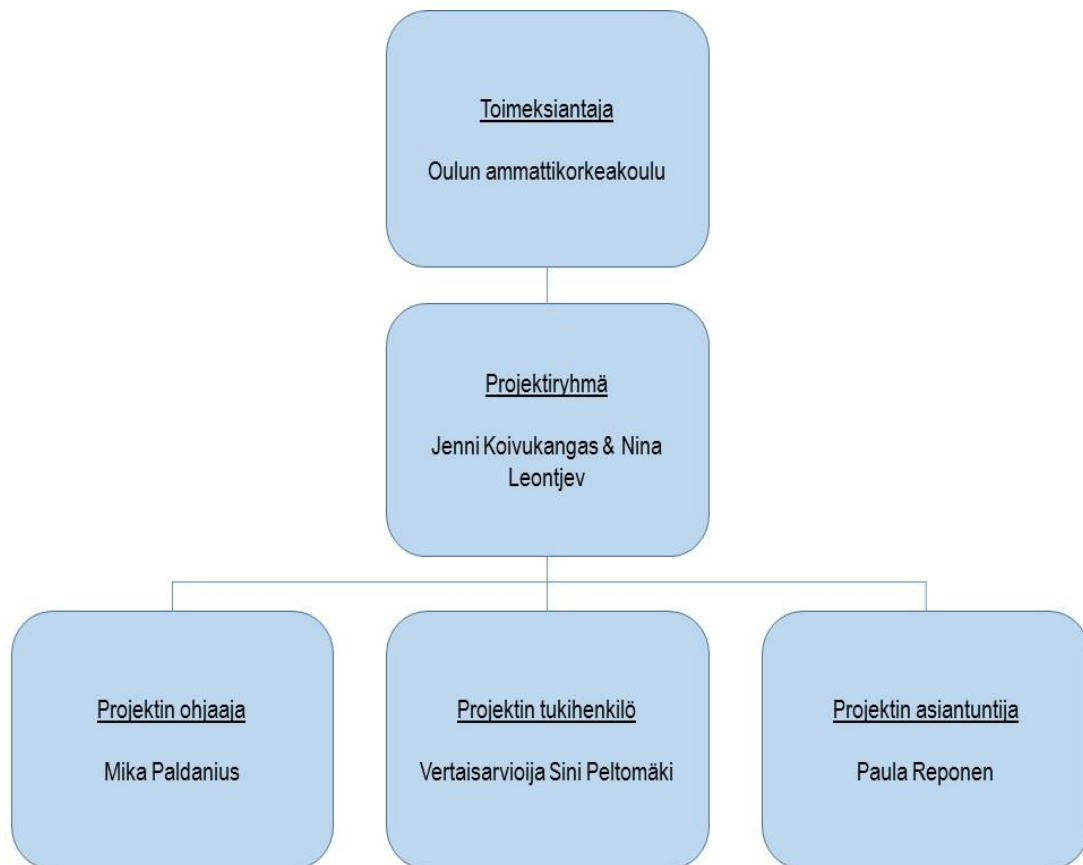 Toimeksiantaja
Oulun ammattikorkeakoulu
Projektiryhmä
Jenni Koivukangas & Nina
Leontjev
Projektin ohjaaja
Mika Paldanius
Projektin tukihenkilö
Vertaisarvioija Sini Peltomäki
Projektin asiantuntija
Paula Reponen